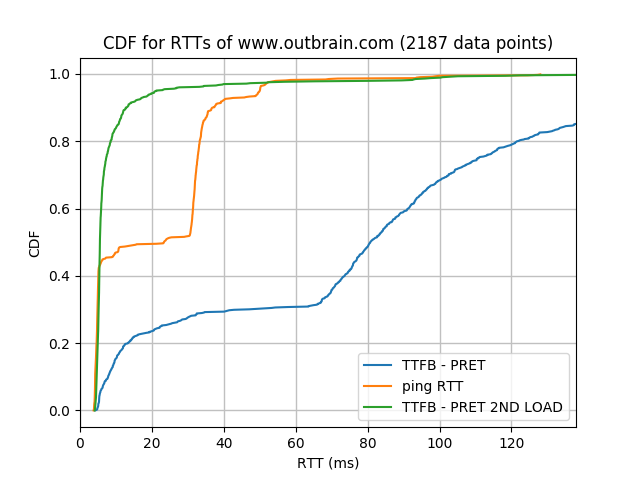 CDF for RTTs of www.outbrain.com (2187 data points)
1.0
0.8
0.6
0.4
0.2
0.0
CDF
0 20 40 60 80 100 120
RTT (ms)
TTFB - PRET
ping RTT
TTFB - PRET 2ND LOAD